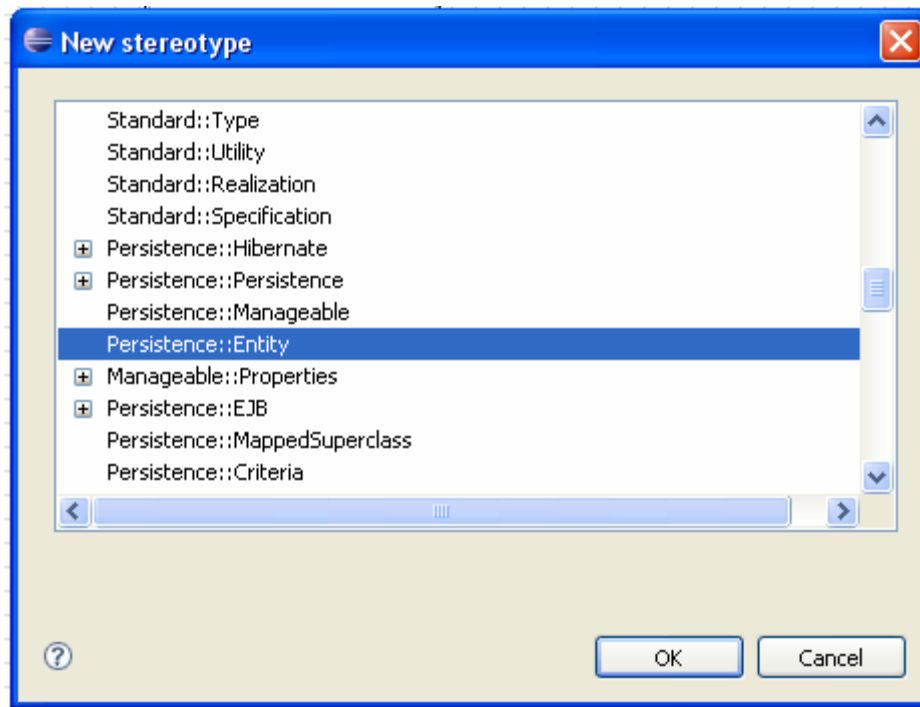 New stereotype
Standard::Type
Standard::Utility
Standard::Realization
Standard::Specification
Persistence::Hibernate
Persistence::Persistence
Persistence::Manageable
Persistence::Entity
Manageable::Properties
Persistence::EJB
Persistence::MappedSuperclass
Persistence::Criteria
OK Cancel